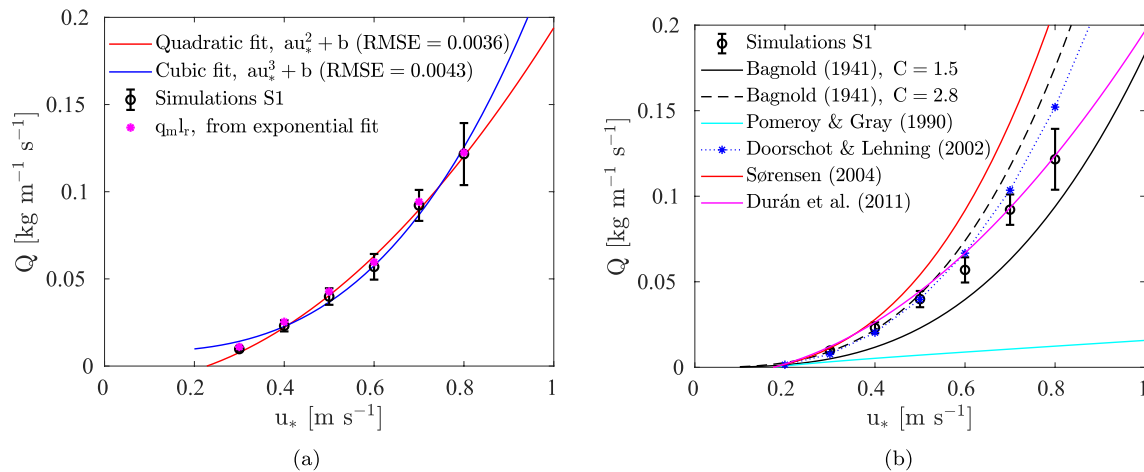 0.2
Quadratic fit, au*² + b (RMSE = 0.0036)
Cubic fit, au*³ + b (RMSE = 0.0043)
Simulations S1
qₘlᵣ, from exponential fit
0.15
0.1
0.05
0
Q [kg m⁻¹ s⁻¹]
0 0.2 0.4 0.6 0.8 1
u* [m s⁻¹]
(a)
0.2
Simulations S1
Bagnold (1941), C = 1.5
Bagnold (1941), C = 2.8
Pomeroy & Gray (1990)
Doorschot & Lehning (2002)
Sørensen (2004)
Durán et al. (2011)
0.15
0.1
0.05
0
Q [kg m⁻¹ s⁻¹]
0 0.2 0.4 0.6 0.8 1
u* [m s⁻¹]
(b)